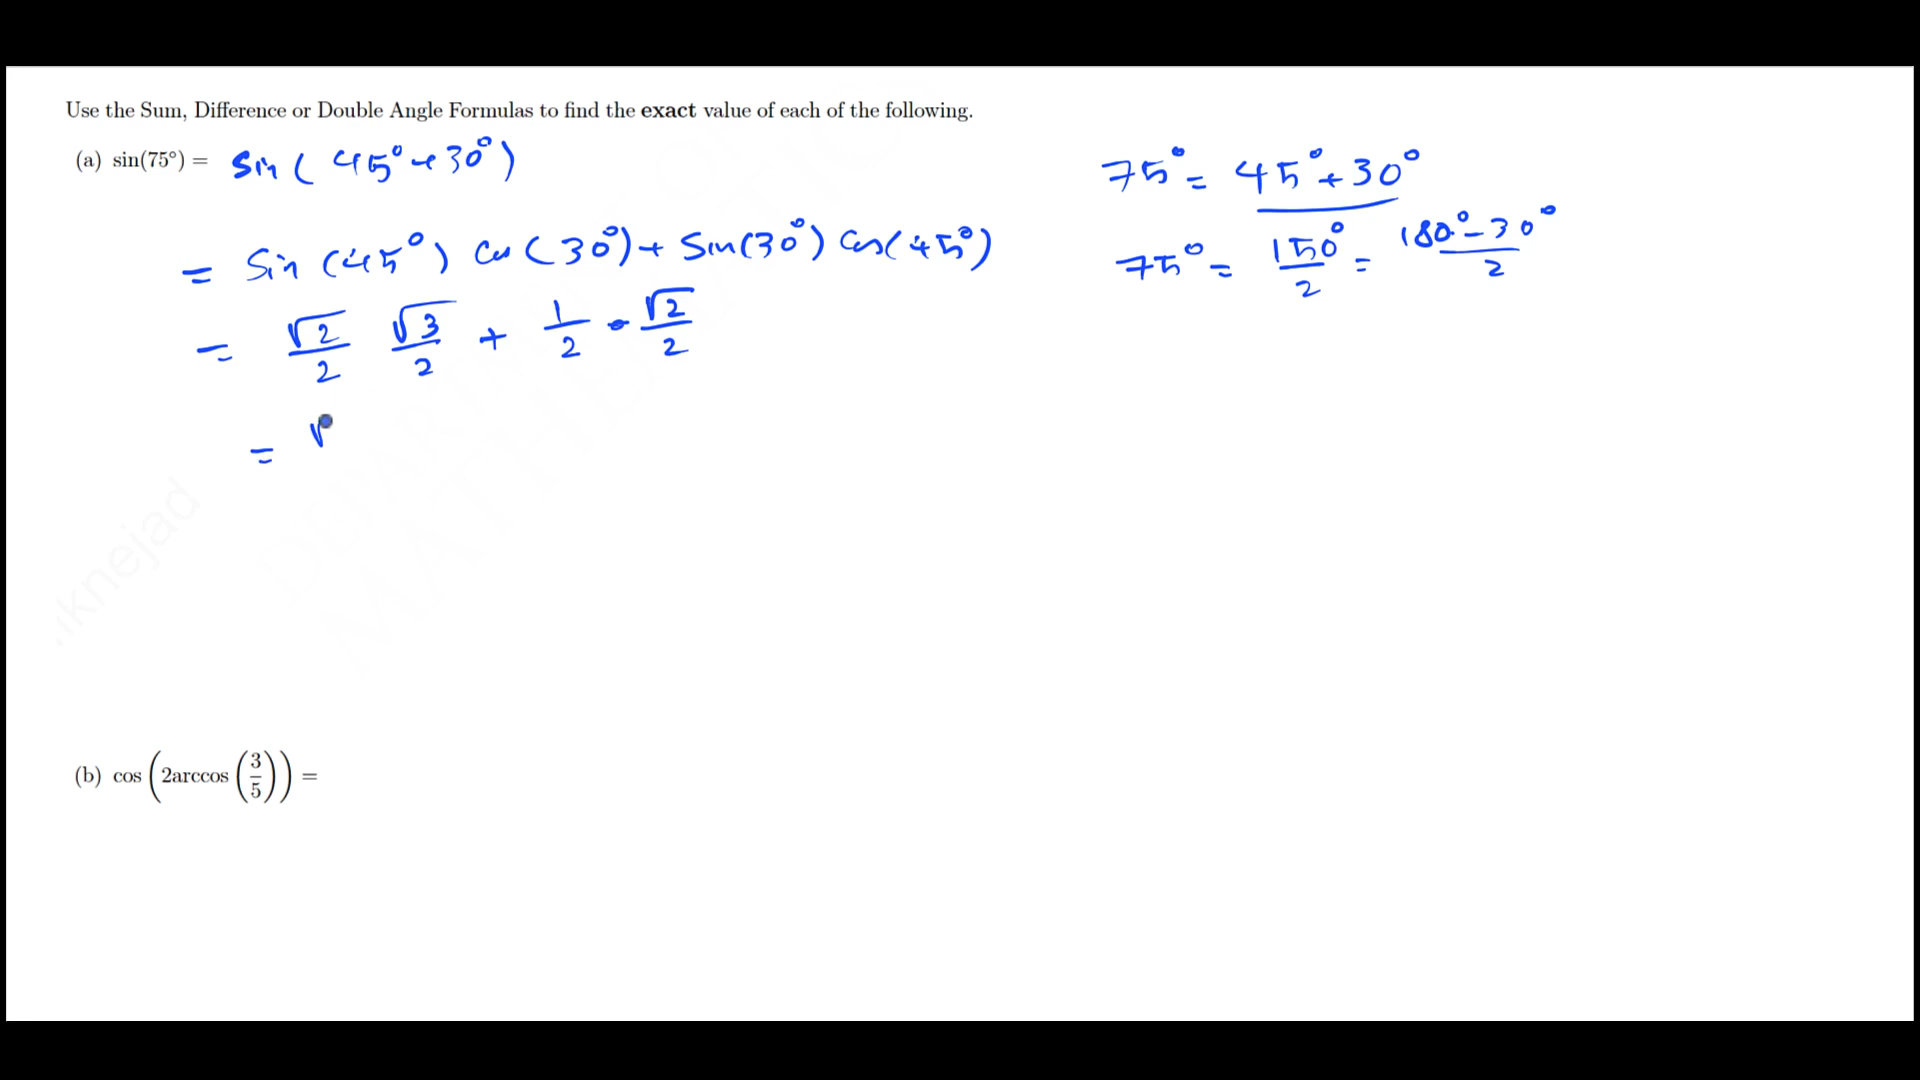 Use the Sum, Difference or Double Angle Formulas to find the exact value of each of the following.
(a) sin(75°) = sin(45°+30°)
75° = 45°+30°
= sin(45°) cos(30°)+ sin(30°) cos(45°)
75° = 150°/2 = 180°-30°/2
= √2/2 √3/2 + 1/2 · √2/2
= √
(b) cos(2arccos(3/5)) =
knejad
MATHE